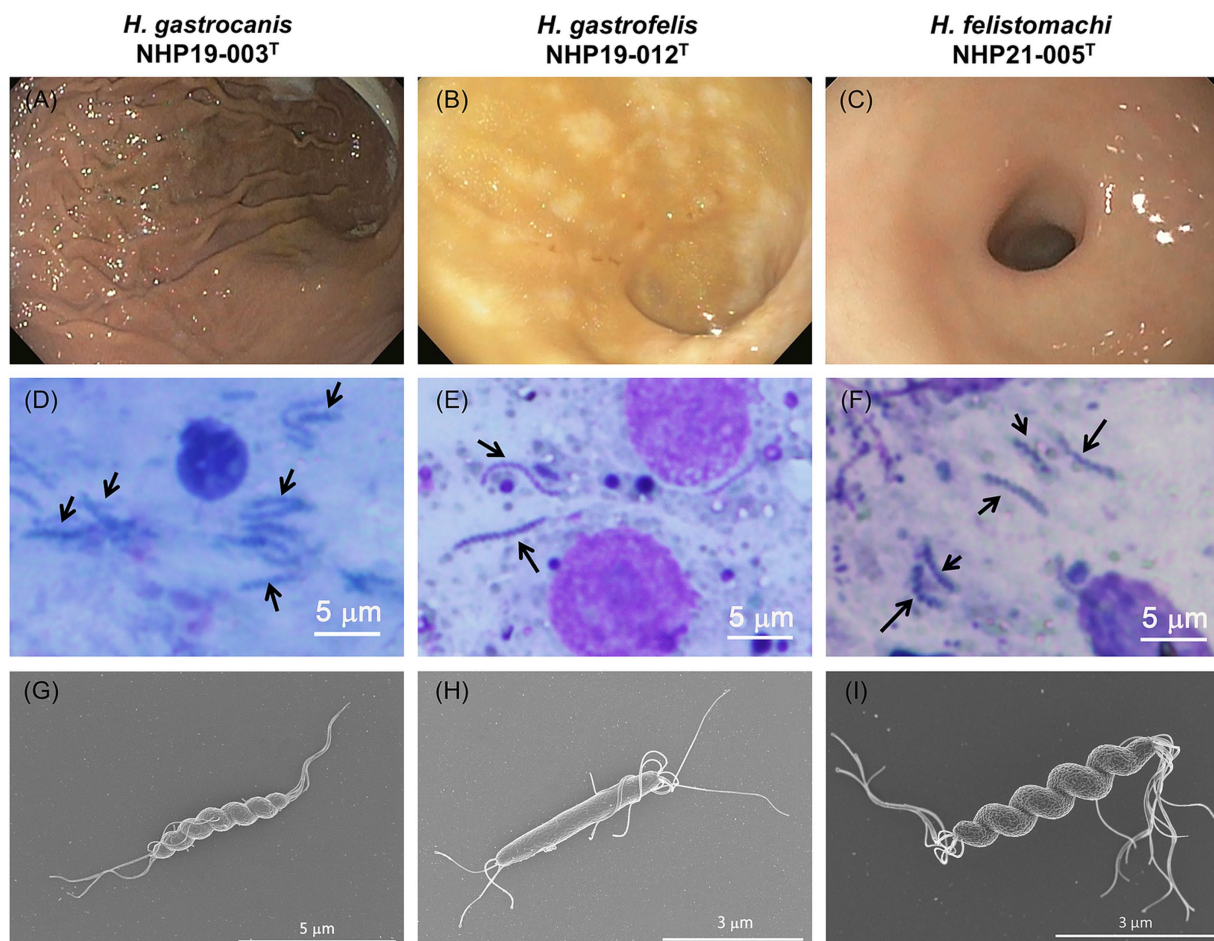 H. gastrocanis
NHP19-003ᵀ
H. gastrofelis
NHP19-012ᵀ
H. felistomachi
NHP21-005ᵀ
(A)
(B)
(C)
(D)
5 μm
(E)
5 μm
(F)
5 μm
(G)
5 μm
(H)
3 μm
(I)
3 μm